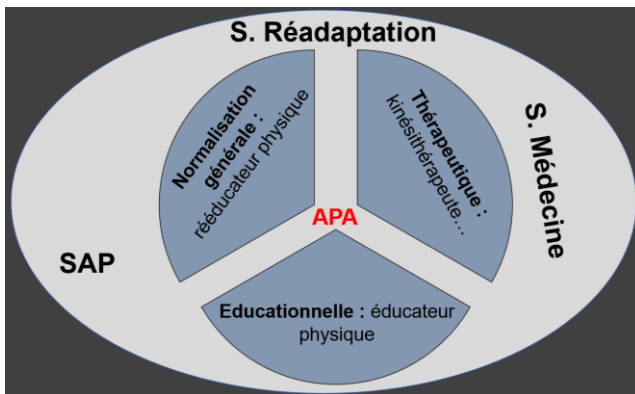 S. Réadaptation
Normalisation
générale :
rééducateur physique
Thérapeutique :
kinésithérapeute…
S. Médecine
APA
SAP
Educationnelle : éducateur
physique